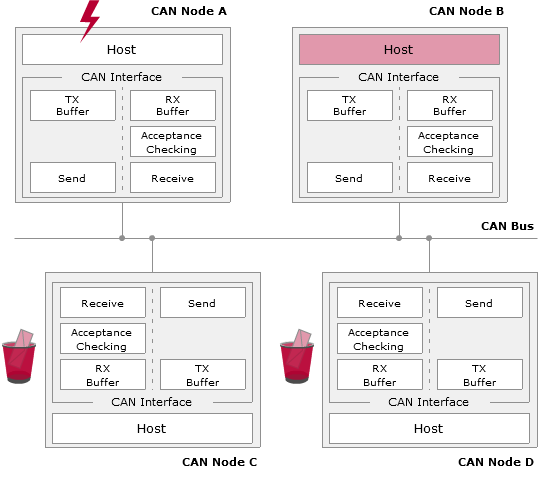 CAN Node A
Host
CAN Interface
TX
Buffer
RX
Buffer
Acceptance
Checking
Send
Receive
CAN Node B
Host
CAN Interface
TX
Buffer
RX
Buffer
Acceptance
Checking
Send
Receive
CAN Bus
Receive
Send
Acceptance
Checking
RX
Buffer
TX
Buffer
CAN Interface
Host
CAN Node C
Receive
Send
Acceptance
Checking
RX
Buffer
TX
Buffer
CAN Interface
Host
CAN Node D